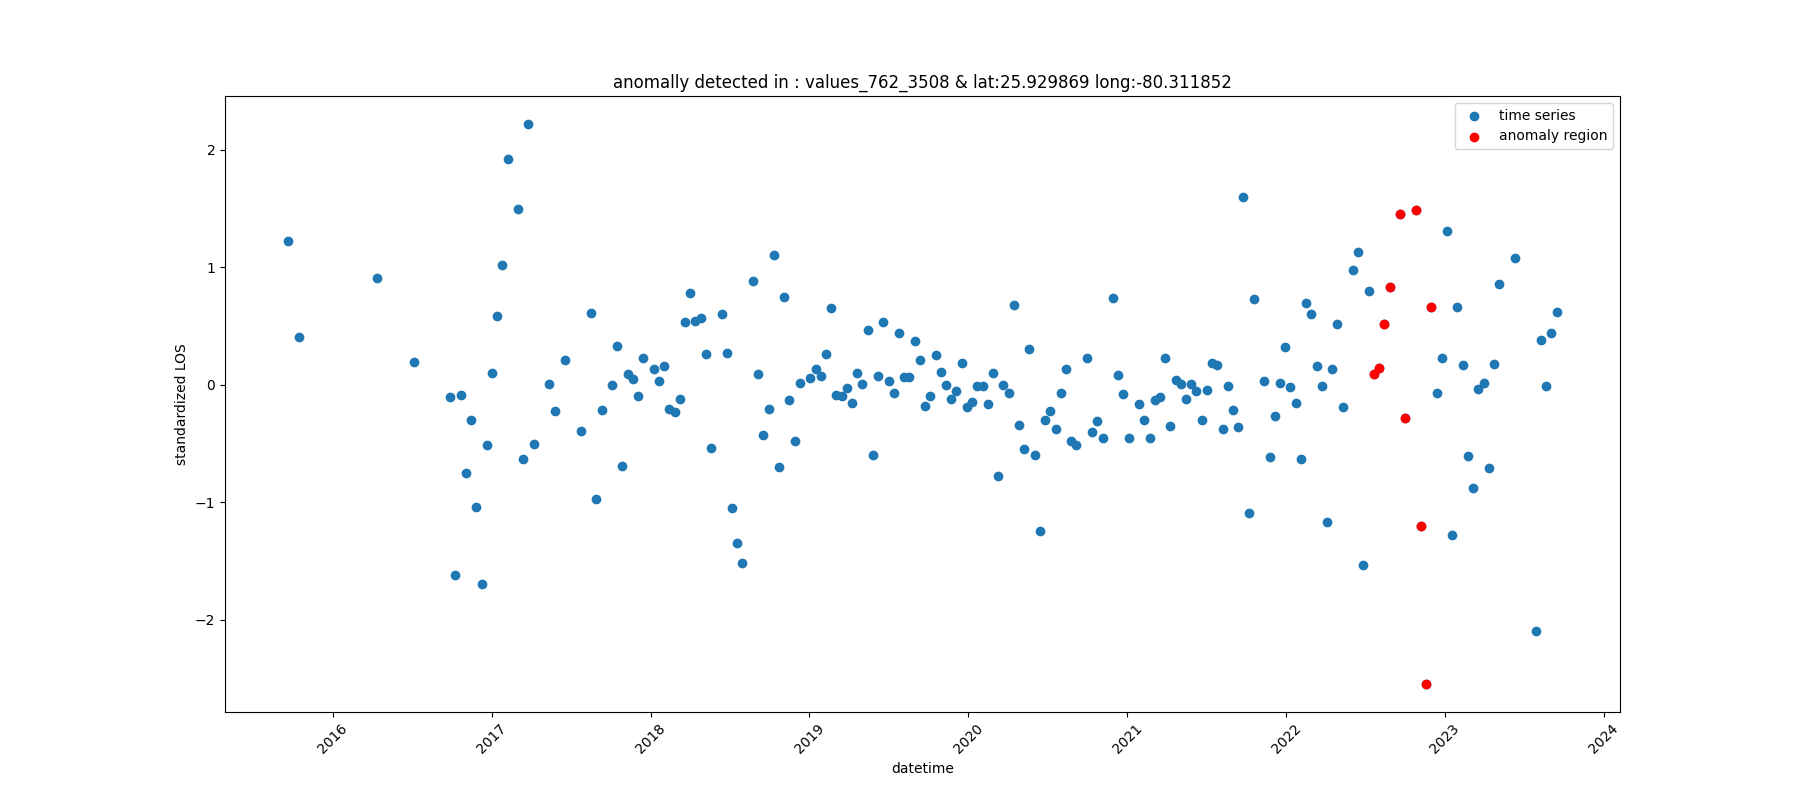 anomally detected in : values_762_3508 & lat:25.929869 long:-80.311852
time series
anomaly region
standardized LOS
2
1
0
−1
−2
2016
2017
2018
2019
2020
2021
2022
2023
2024
datetime